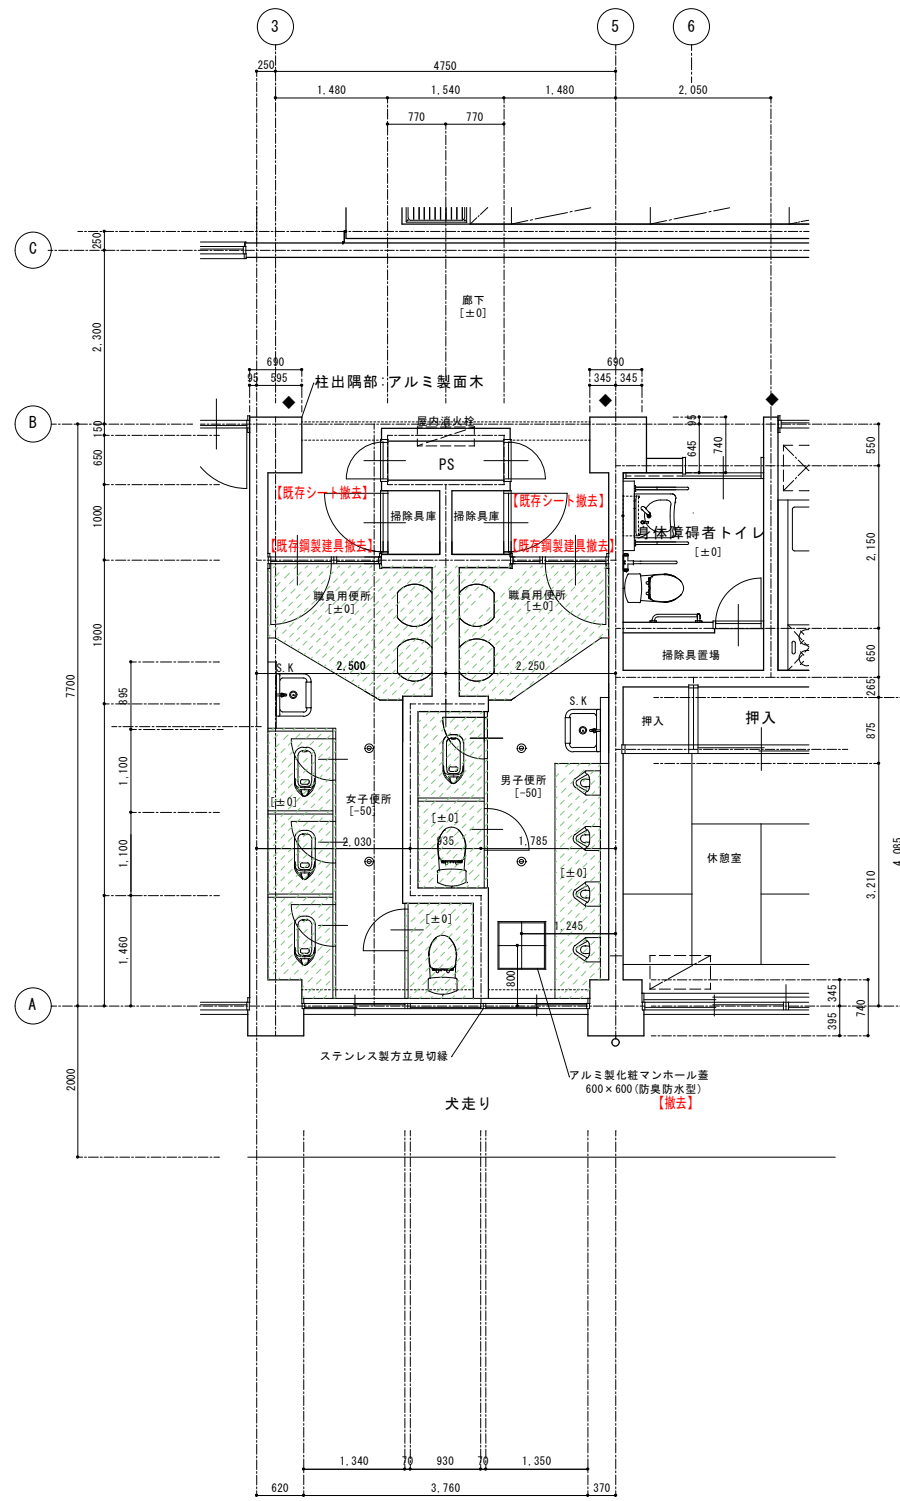 3
5
6
250
4750
1,480
1,540
1,480
2,050
770
770
C
250
2,300
廊下
[±0]
690
690
95
595
345
345
柱出隅部:アルミ製面木
B
150
屋内消火栓
95
645
740
550
650
PS
【既存シート撤去】
【既存シート撤去】
1000
掃除具庫
掃除具庫
身体障碍者トイレ
[±0]
2,150
【既存鋼製建具撤去】
【既存鋼製建具撤去】
職員用便所
[±0]
職員用便所
[±0]
1900
掃除具置場
650
2,500
2,250
S.K
S.K
265
7700
895
押入
押入
875
1,100
男子便所
[-50]
女子便所
[-50]
[±0]
[±0]
1,100
2,030
935
1,785
休憩室
4,085
[±0]
3,210
1,460
[±0]
1,245
800
A
345
395
740
ステンレス製方立見切縁
アルミ製化粧マンホール蓋
600×600(防臭防水型)
【撤去】
2000
犬走り
1,340
70
930
70
1,350
620
3,760
370